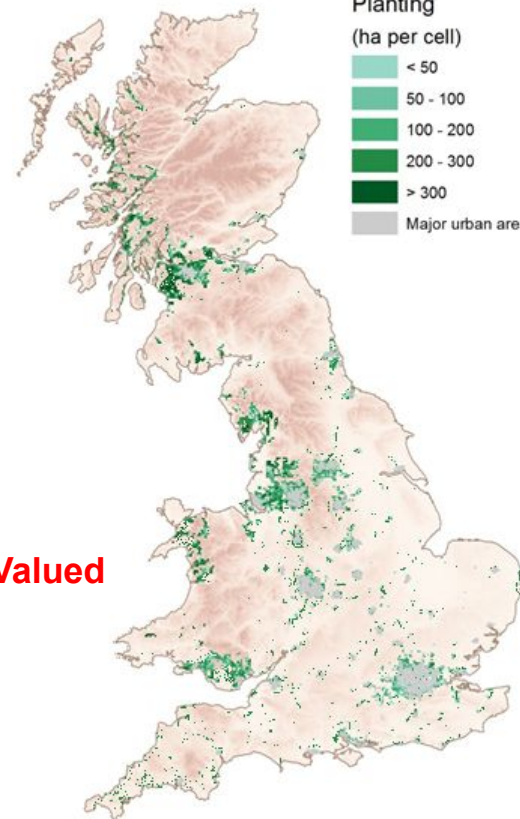 Planting
(ha per cell)
< 50
50 - 100
100 - 200
200 - 300
> 300
Major urban are
Valued